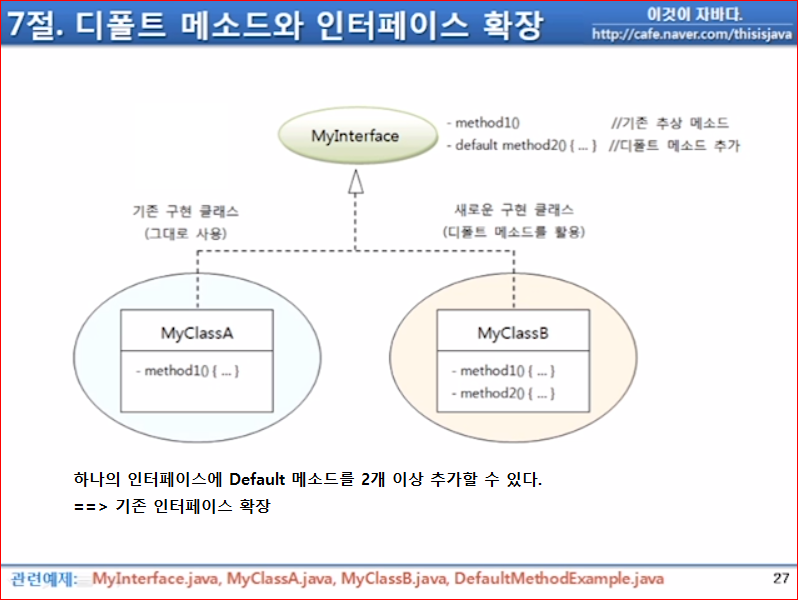 7절. 디폴트 메소드와 인터페이스 확장
이것이 자바다.
http://cafe.naver.com/thisisjava
MyInterface
- method1() //기존 추상 메소드
- default method2() { ... } //디폴트 메소드 추가
기존 구현 클래스
(그대로 사용)
새로운 구현 클래스
(디폴트 메소드를 활용)
MyClassA
- method1() { ... }
MyClassB
- method1() { ... }
- method2() { ... }
하나의 인터페이스에 Default 메소드를 2개 이상 추가할 수 있다.
==> 기존 인터페이스 확장
관련예제: MyInterface.java, MyClassA.java, MyClassB.java, DefaultMethodExample.java
27